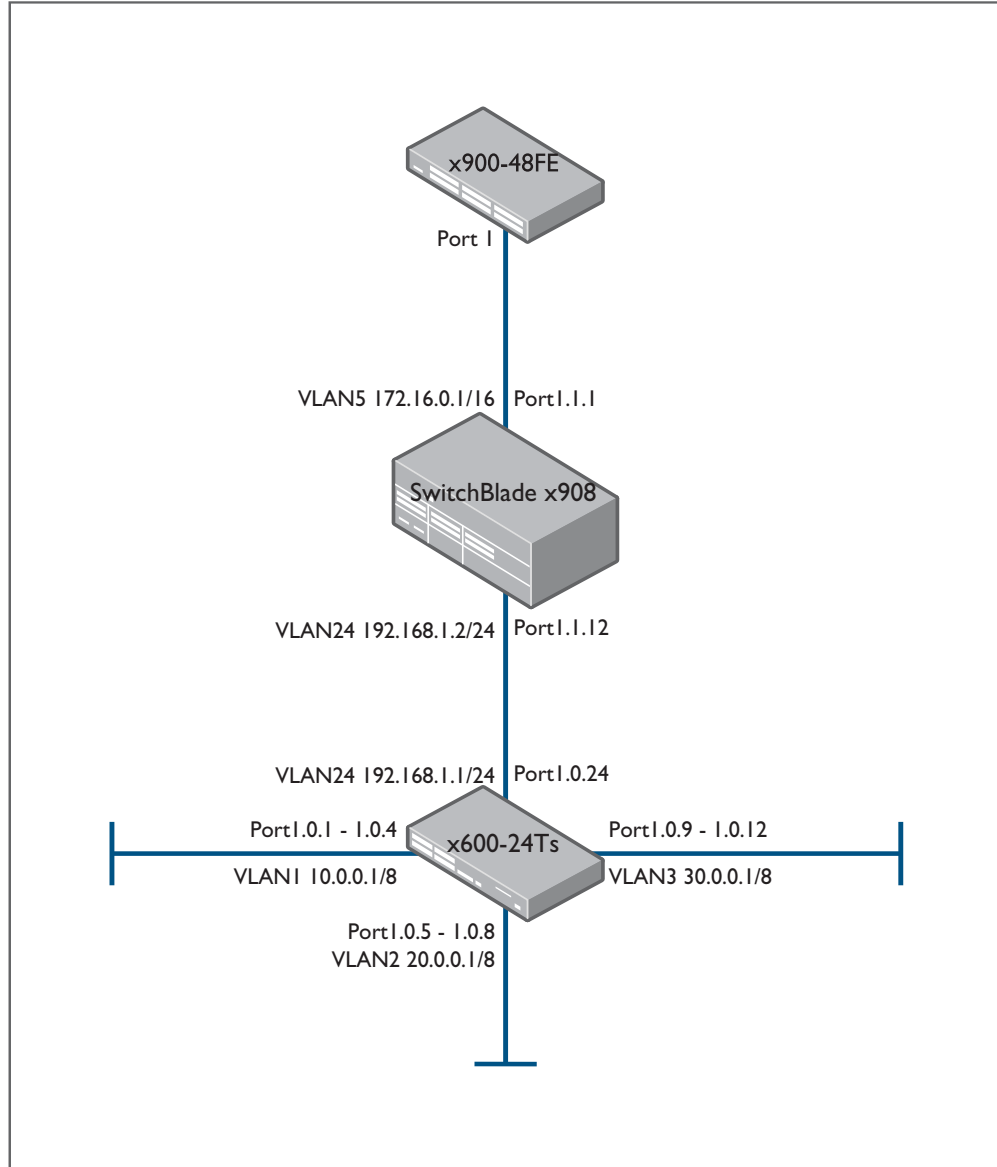 x900-48FE
Port 1
VLAN5 172.16.0.1/16 Port1.1.1
SwitchBlade x908
VLAN24 192.168.1.2/24 Port1.1.12
VLAN24 192.168.1.1/24 Port1.0.24
Port1.0.1 - 1.0.4
x600-24Ts
Port1.0.9 - 1.0.12
VLAN1 10.0.0.1/8
VLAN3 30.0.0.1/8
Port1.0.5 - 1.0.8
VLAN2 20.0.0.1/8